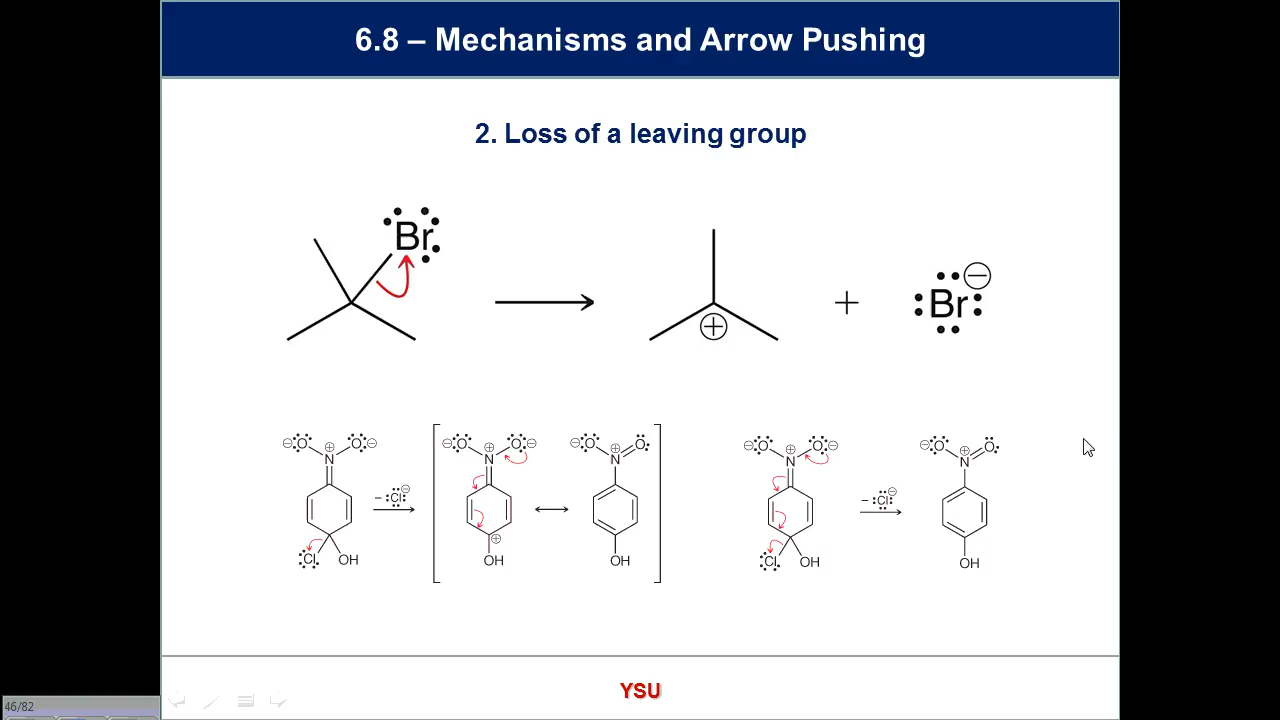 6.8 – Mechanisms and Arrow Pushing
2. Loss of a leaving group
Br
⊕
+
Br ⊖
⊖ O O ⊖
N ⊕
Cl OH
– Cl ⊖
⊖ O O ⊖
N ⊕
⊕
OH
⊖ O O
N ⊕
OH
⊖ O O ⊖
N ⊕
Cl OH
– Cl ⊖
⊖ O O
N ⊕
OH
YSU
46/82